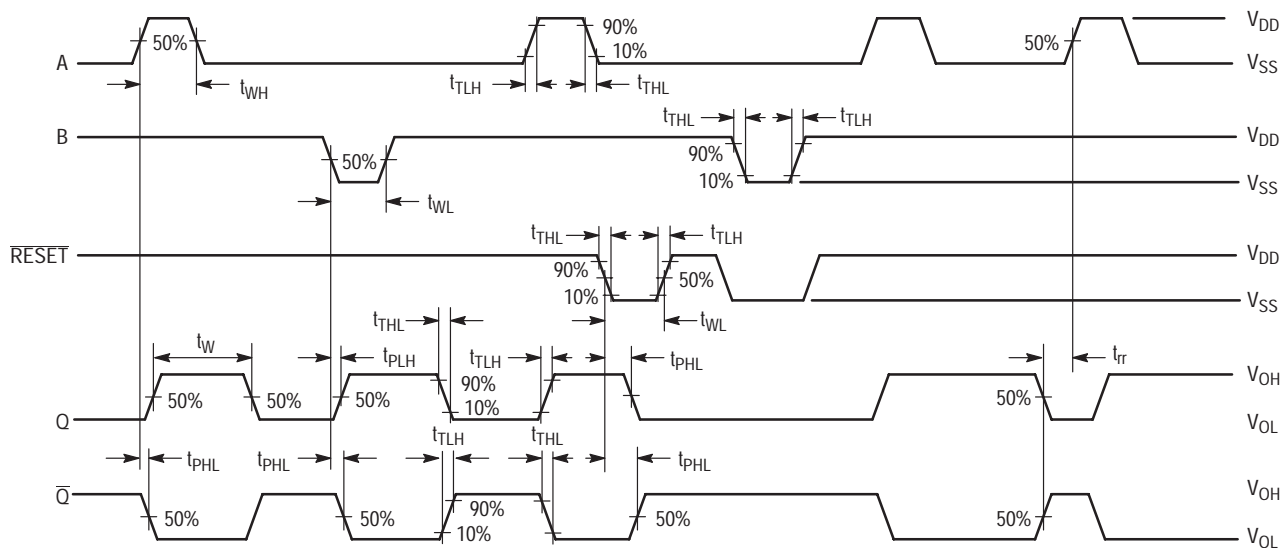 V_DD
90%
50%
50%
10%
A
V_SS
t_WH
t_TLH
t_THL
t_THL
t_TLH
B
V_DD
50%
90%
10%
V_SS
t_WL
t_THL
t_TLH
RESET
V_DD
90%
50%
10%
V_SS
t_THL
t_WL
t_W
t_PLH
t_TLH
t_PHL
t_rr
V_OH
90%
50%
50%
50%
10%
50%
50%
Q
V_OL
t_TLH
t_THL
t_PHL
t_PHL
t_PHL
Q
V_OH
90%
50%
50%
10%
50%
50%
V_OL